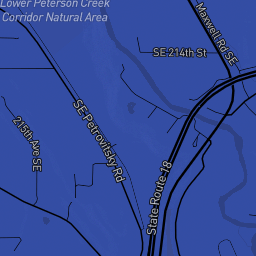 Lower Peterson Creek
Corridor Natural Area
Maxwell Rd SE
SE 214th St
SE Petrovitsky Rd
215th Ave SE
State Route 18